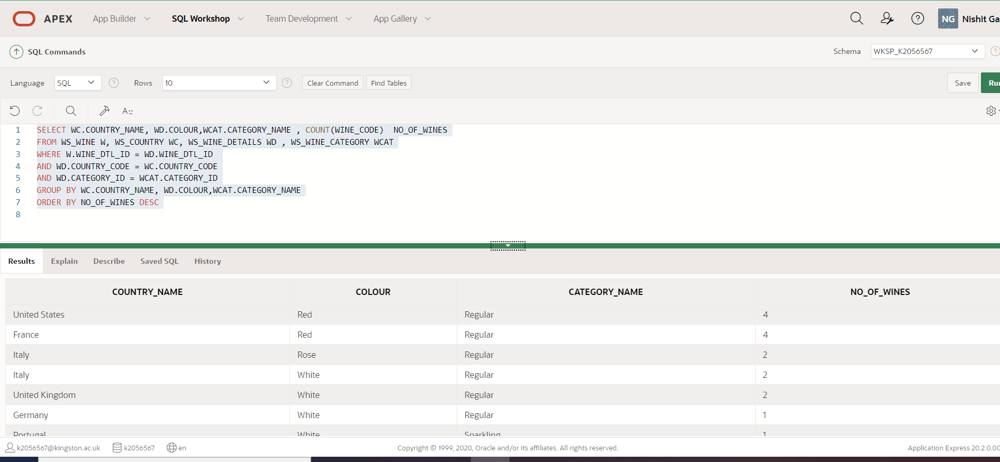 APEX App Builder SQL Workshop Team Development App Gallery NG Nishit Ga
SQL Commands Schema WKSP_K2056567
Language SQL Rows 10 Clear Command Find Tables Save Run
A::
1 SELECT WC.COUNTRY_NAME, WD.COLOUR,WCAT.CATEGORY_NAME , COUNT(WINE_CODE)  NO_OF_WINES
2 FROM WS_WINE W, WS_COUNTRY WC, WS_WINE_DETAILS WD , WS_WINE_CATEGORY WCAT
3 WHERE W.WINE_DTL_ID = WD.WINE_DTL_ID
4 AND WD.COUNTRY_CODE = WC.COUNTRY_CODE
5 AND WD.CATEGORY_ID = WCAT.CATEGORY_ID
6 GROUP BY WC.COUNTRY_NAME, WD.COLOUR,WCAT.CATEGORY_NAME
7 ORDER BY NO_OF_WINES DESC
8
Results Explain Describe Saved SQL History
COUNTRY_NAME COLOUR CATEGORY_NAME NO_OF_WINES
United States Red Regular 4
France Red Regular 4
Italy Rose Regular 2
Italy White Regular 2
United Kingdom White Regular 2
Germany White Regular 1
Portugal White Sparkling 1
k2056567@kingston.ac.uk k2056567 en Copyright © 1999, 2020, Oracle and/or its affiliates. All rights reserved. Application Express 20.2.0.00